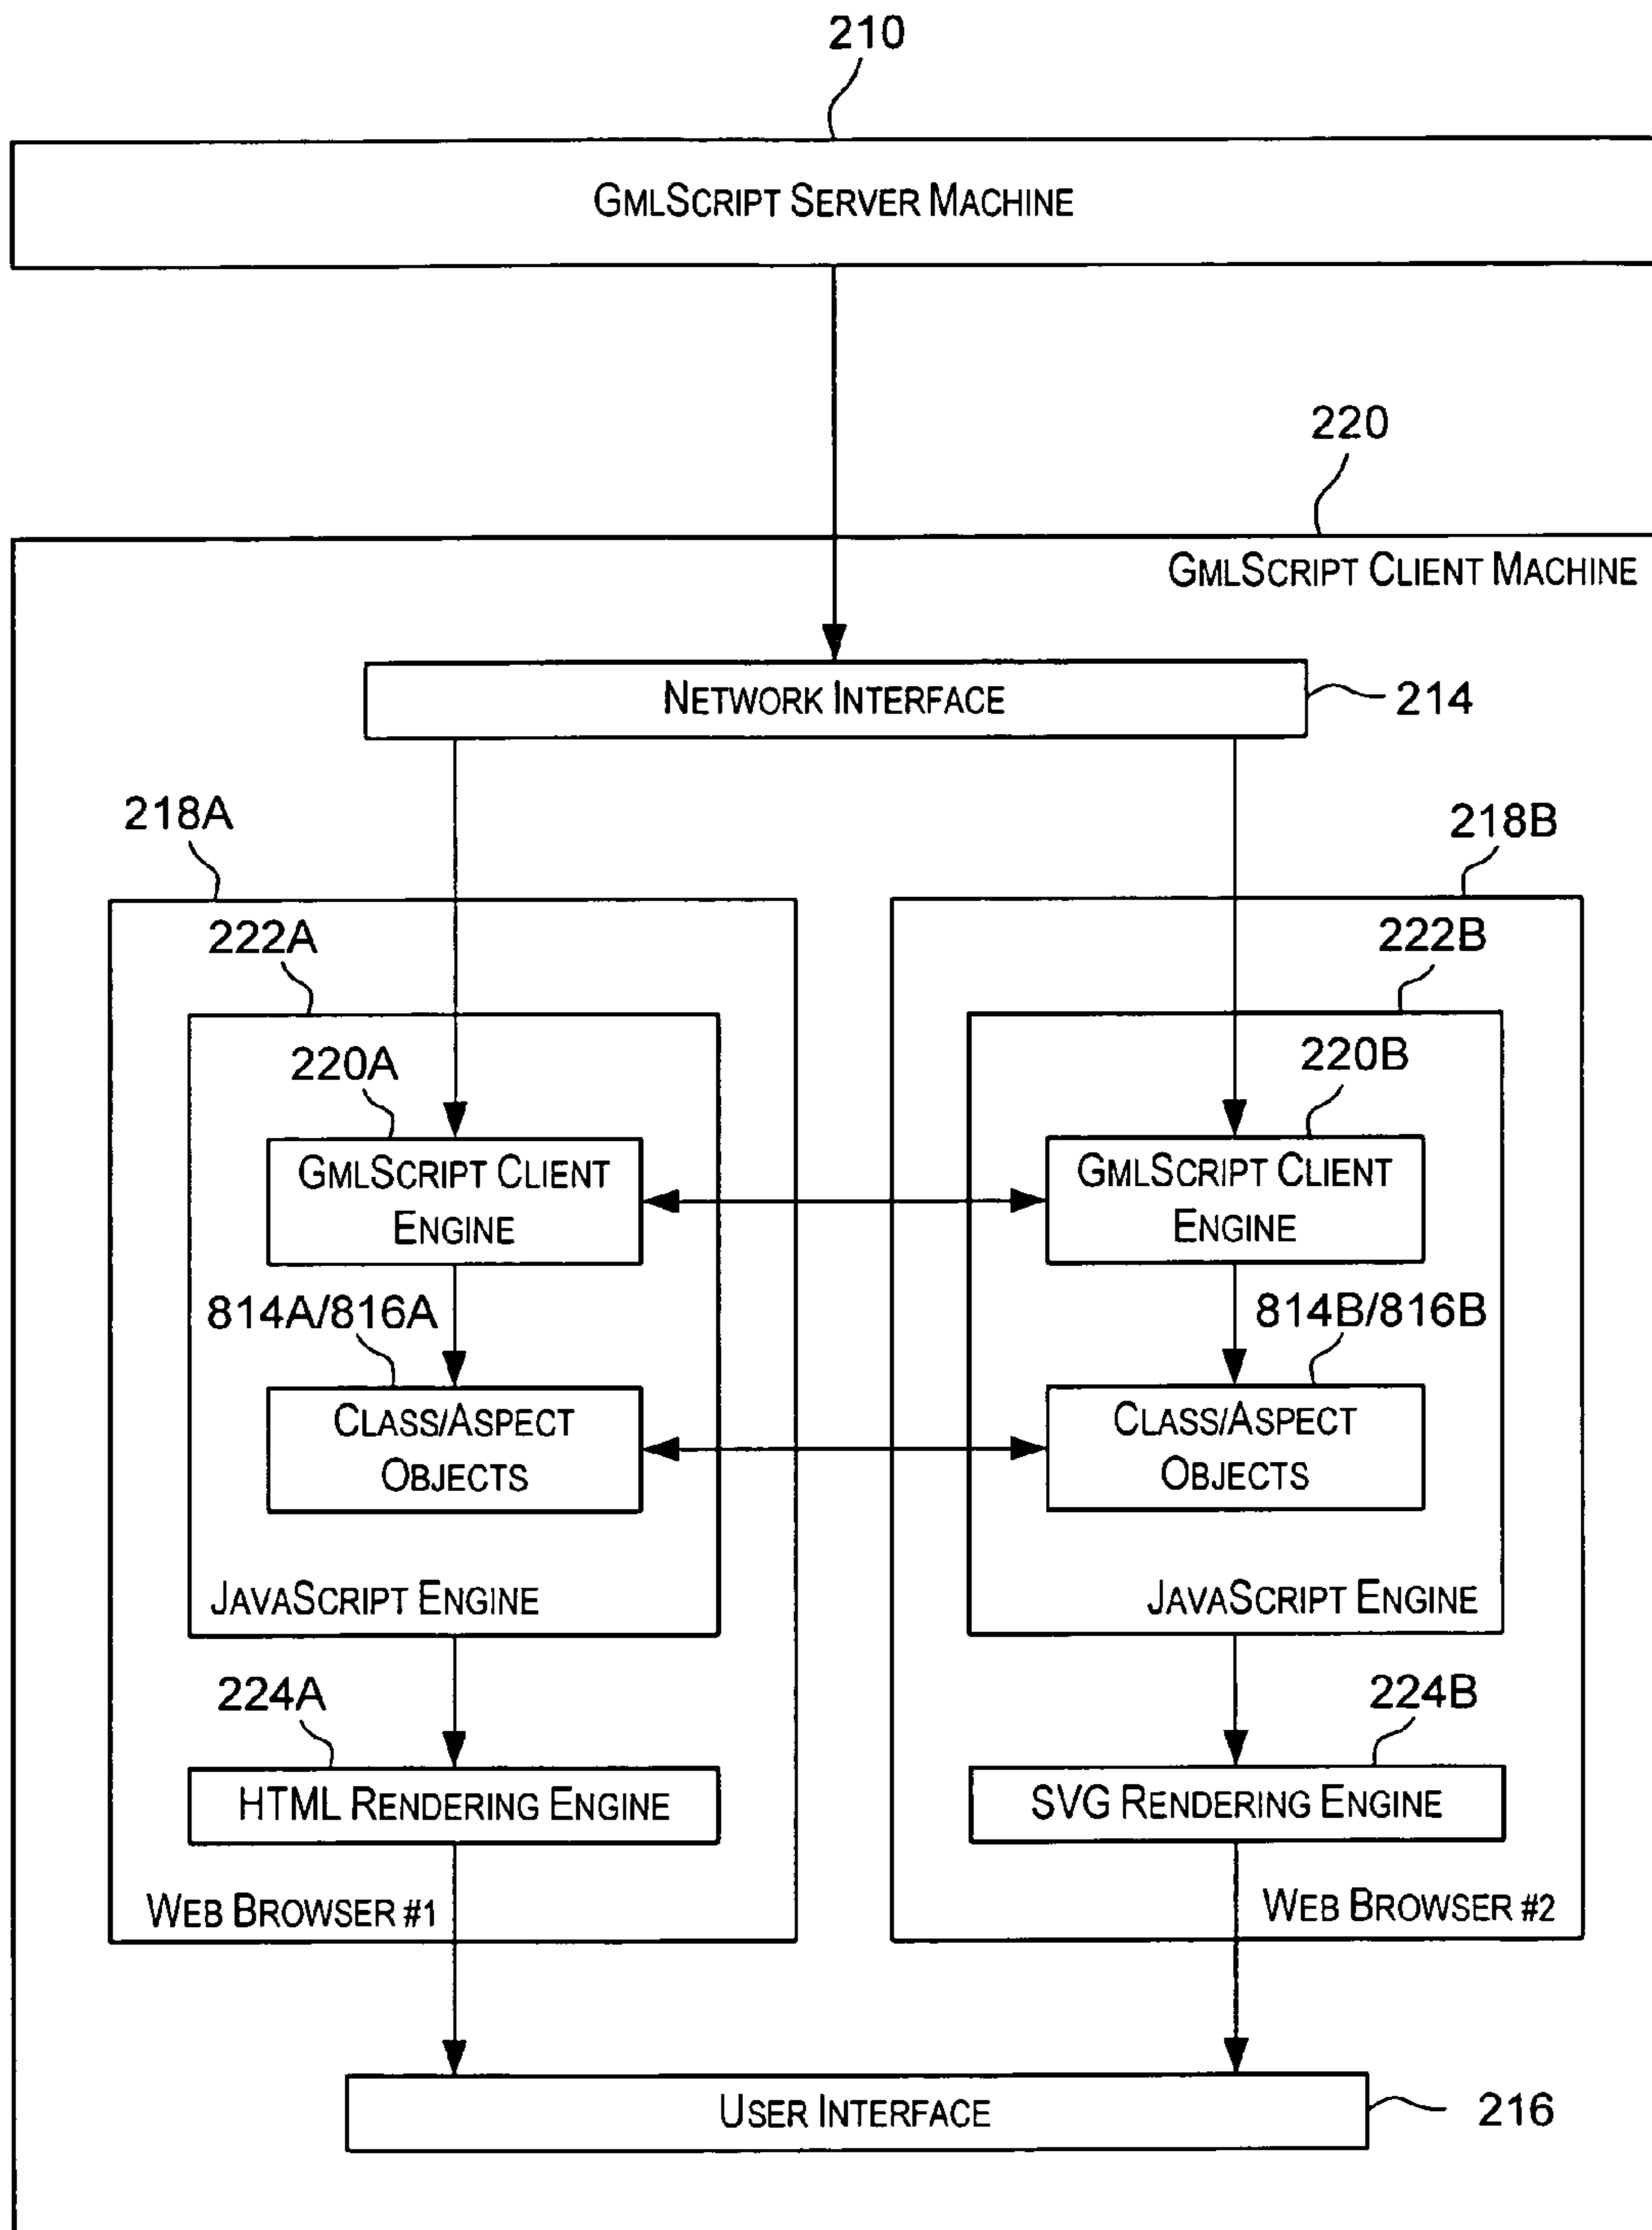 210
GMLSCRIPT SERVER MACHINE
220
GMLSCRIPT CLIENT MACHINE
NETWORK INTERFACE
214
218A
218B
222A
222B
220A
220B
GMLSCRIPT CLIENT
ENGINE
GMLSCRIPT CLIENT
ENGINE
814A/816A
814B/816B
CLASS/ASPECT
OBJECTS
CLASS/ASPECT
OBJECTS
JAVASCRIPT ENGINE
JAVASCRIPT ENGINE
224A
224B
HTML RENDERING ENGINE
SVG RENDERING ENGINE
WEB BROWSER #1
WEB BROWSER #2
USER INTERFACE
216